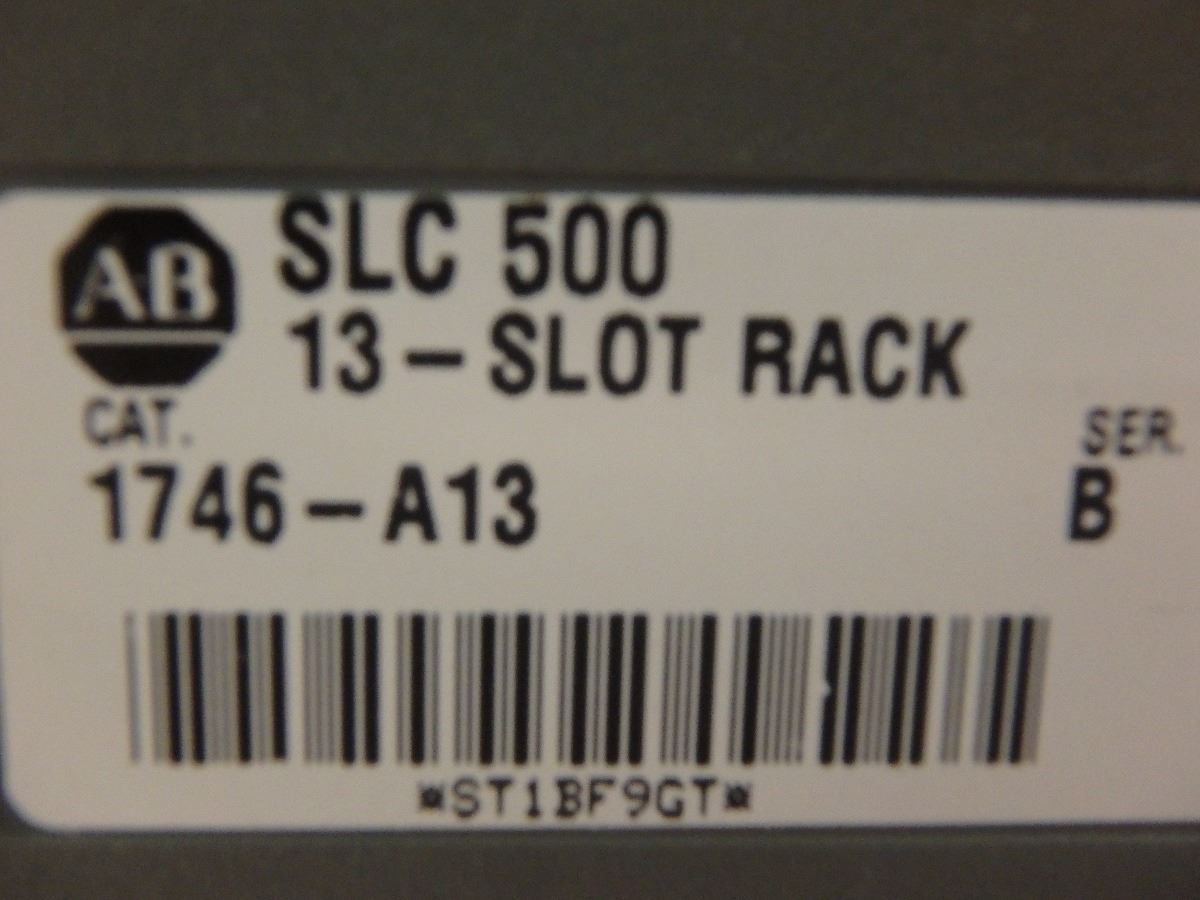 AB
SLC 500
13-SLOT RACK
CAT.
SER.
1746-A13
B
*ST1BF9GT*